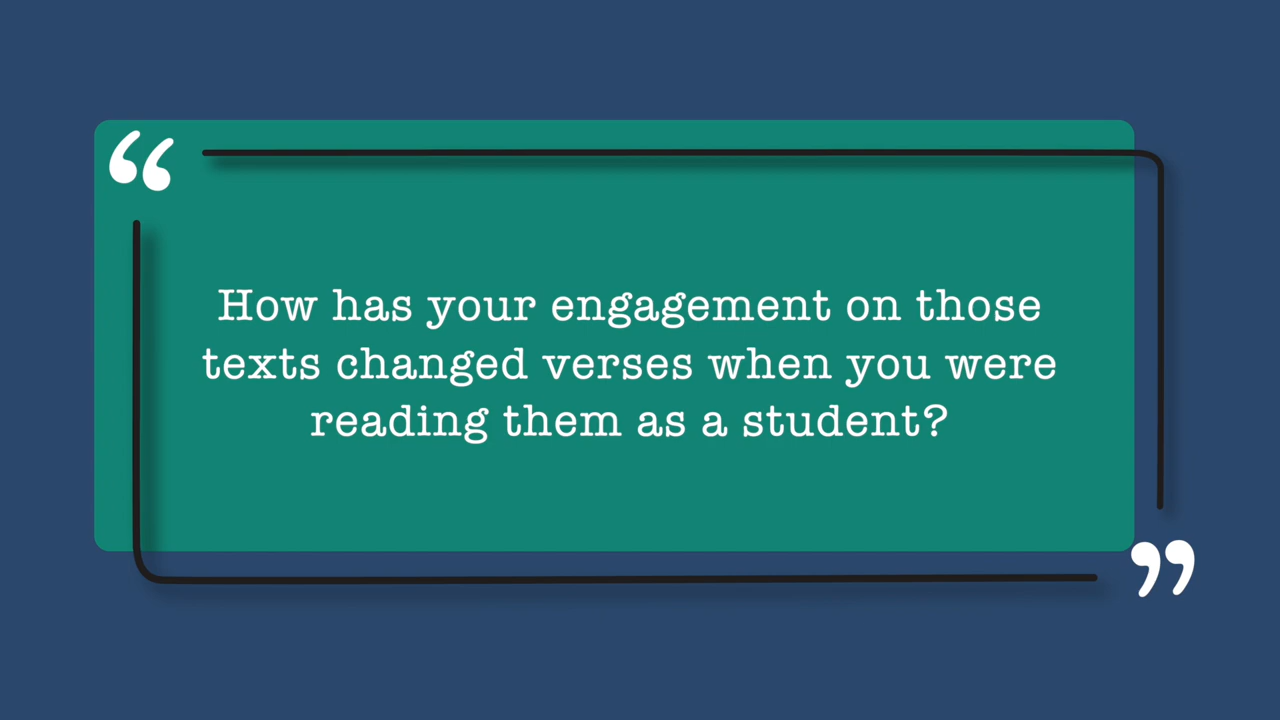 “
How has your engagement on those
texts changed verses when you were
reading them as a student?
”